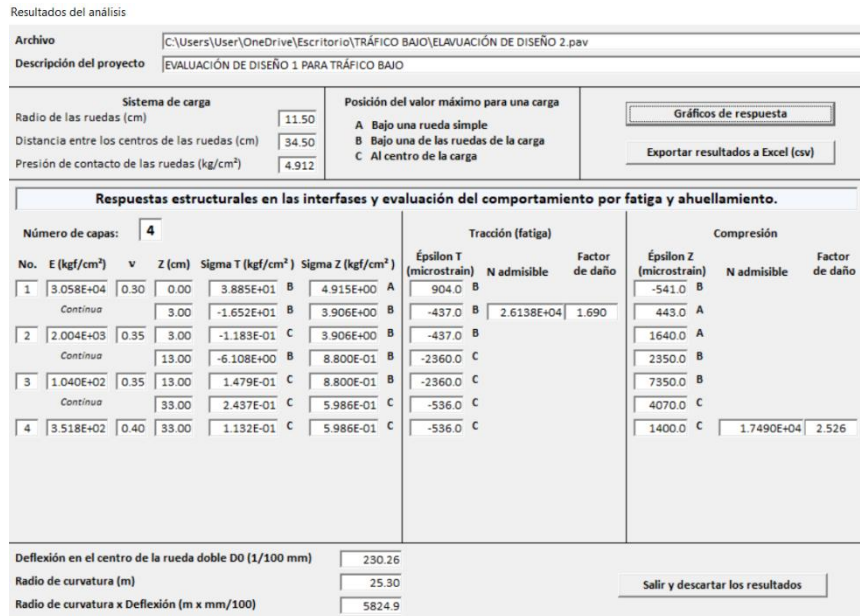 Resultados del análisis
Archivo C:\Users\User\OneDrive\Escritorio\TRÁFICO BAJO\ELAVUACIÓN DE DISEÑO 2.pav
Descripción del proyecto EVALUACIÓN DE DISEÑO 1 PARA TRÁFICO BAJO
Sistema de carga
Radio de las ruedas (cm) 11.50
Distancia entre los centros de las ruedas (cm) 34.50
Presión de contacto de las ruedas (kg/cm²) 4.912
Posición del valor máximo para una carga
A Bajo una rueda simple
B Bajo una de las ruedas de la carga
C Al centro de la carga
Gráficos de respuesta
Exportar resultados a Excel (csv)
Respuestas estructurales en las interfases y evaluación del comportamiento por fatiga y ahuellamiento.
Número de capas: 4 Tracción (fatiga) Compresión
No. E (kgf/cm²) v Z (cm) Sigma T (kgf/cm²) Sigma Z (kgf/cm²) Épsilon T (microstrain) N admisible Factor de daño Épsilon Z (microstrain) N admisible Factor de daño
1 3.058E+04 0.30 0.00 3.885E+01 B 4.915E+00 A 904.0 B -541.0 B
Continua 3.00 -1.652E+01 B 3.906E+00 B -437.0 B 2.6138E+04 1.690 443.0 A
2 2.004E+03 0.35 3.00 -1.183E-01 C 3.906E+00 B -437.0 B 1640.0 A
Continua 13.00 -6.108E+00 B 8.800E-01 B -2360.0 C 2350.0 B
3 1.040E+02 0.35 13.00 1.479E-01 C 8.800E-01 B -2360.0 C 7350.0 B
Continua 33.00 2.437E-01 C 5.986E-01 C -536.0 C 4070.0 C
4 3.518E+02 0.40 33.00 1.132E-01 C 5.986E-01 C -536.0 C 1400.0 C 1.7490E+04 2.526
Deflexión en el centro de la rueda doble D0 (1/100 mm) 230.26
Radio de curvatura (m) 25.30
Radio de curvatura x Deflexión (m x mm/100) 5824.9
Salir y descartar los resultados